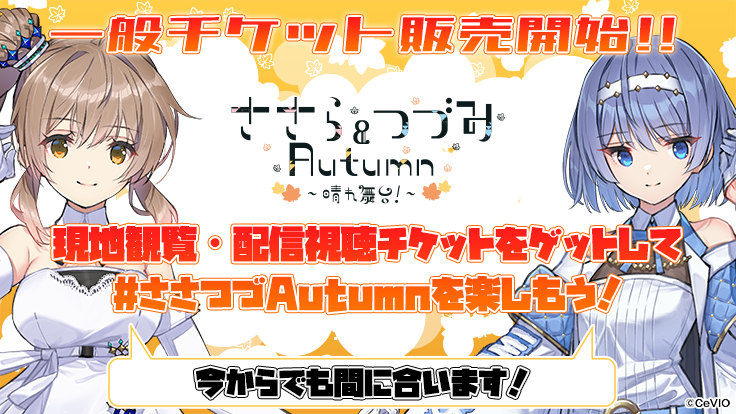 一般チケット販売開始!!
ささら&つづみ
Autumn
~晴れ舞台!~
現地観覧・配信視聴チケットをゲットして
#ささつづAutumnを楽しもう!
今からでも間に合います!
©CeVIO